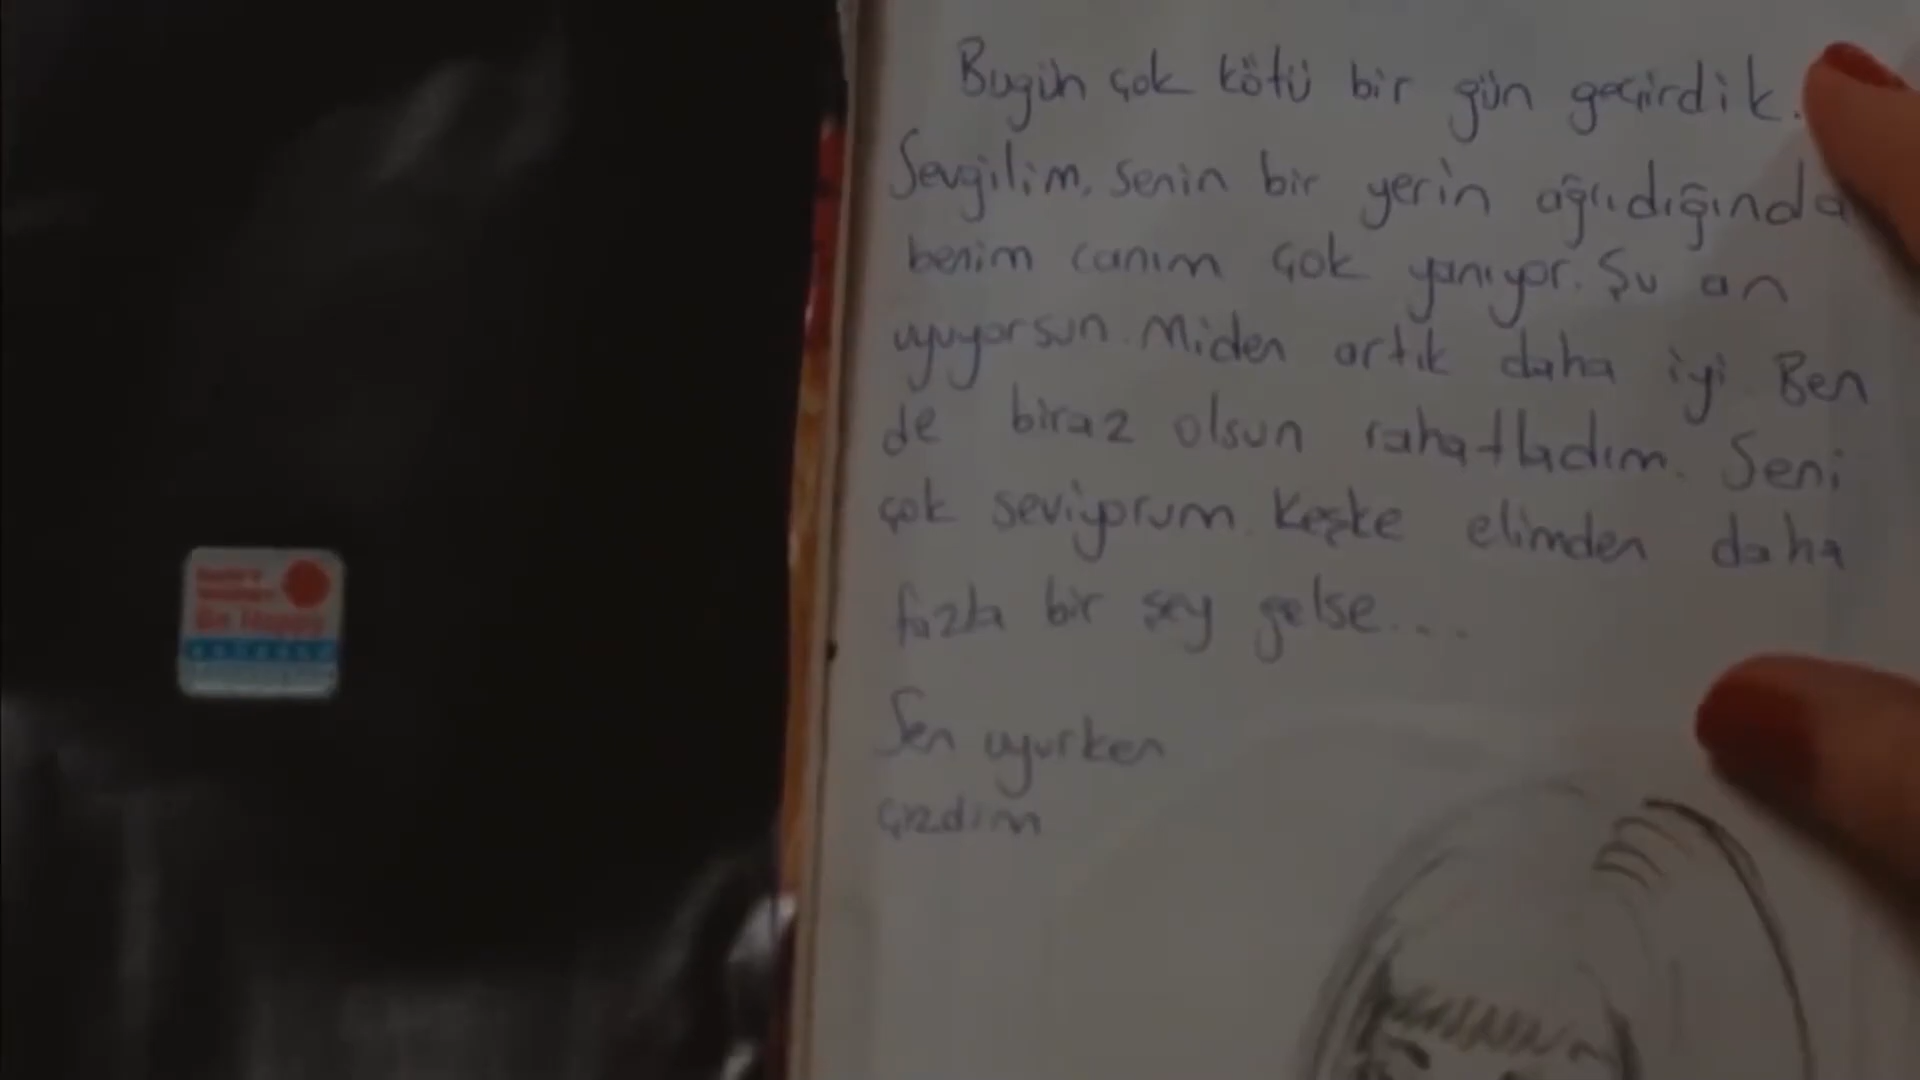 Bugün çok kötü bir gün geçirdik.
Sevgilim, senin bir yerin ağrıdığında
benim canım çok yanıyor. Şu an
uyuyorsun. Miden artık daha iyi Ben
de biraz olsun rahatladım. Seni
çok seviyorum. Keşke elimden daha
fazla bir şey gelse...
Sen uyurken
çizdim
Be Happy